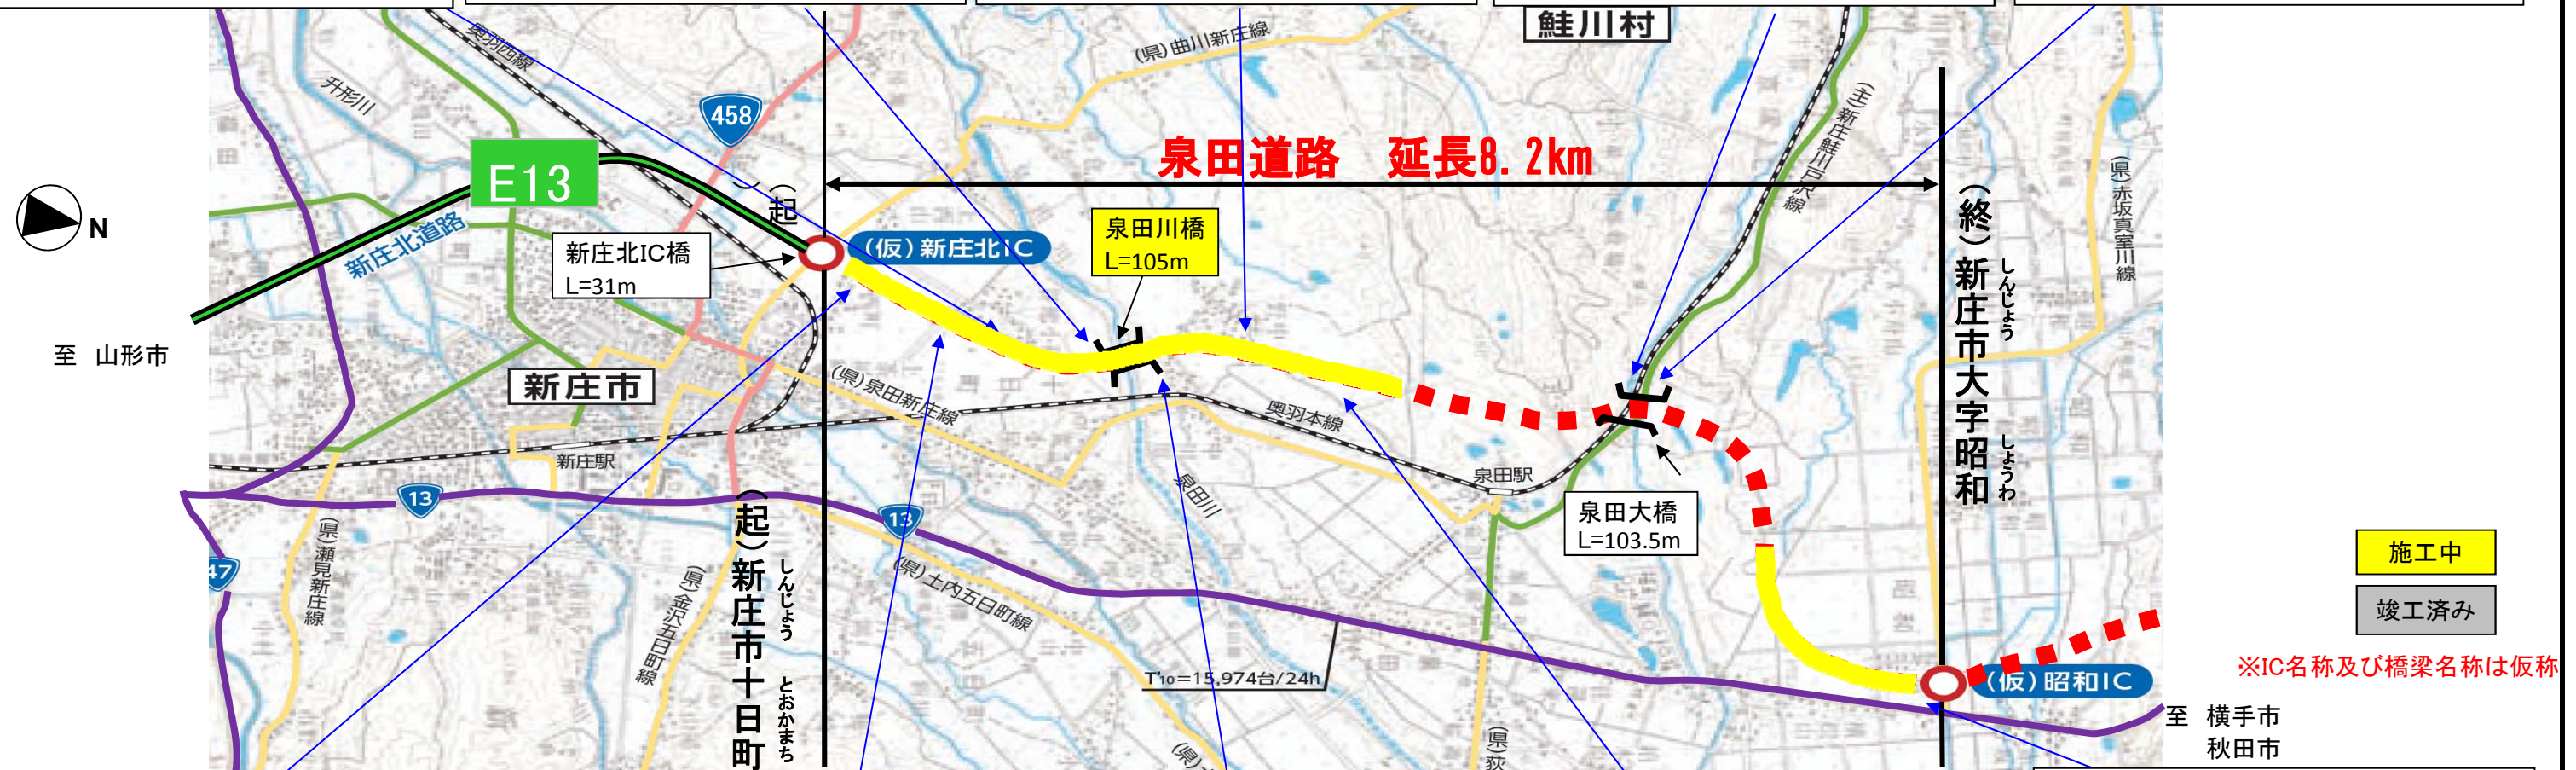 鮭川村
(県)曲川新庄線
奥羽西線
升形川
458
泉田道路　延長8.2km
(主)新庄鮭川戸沢線
(県)赤坂真室川線
E13
N
(起)
(終)新庄市大字昭和
しんじょう
しょうわ
新庄北道路
新庄北IC橋
L=31m
(仮)新庄北IC
泉田川橋
L=105m
至 山形市
新庄市
(県)泉田新庄線
奥羽本線
新庄駅
泉田駅
泉田川
13
13
47
泉田大橋
L=103.5m
(県)瀬見新庄線
(県)金沢五日町線
(起)新庄市十日町
しんじょう
とおかまち
(県)土内五日町線
T'10=15,974台/24h
施工中
竣工済み
※IC名称及び橋梁名称は仮称
(仮)昭和IC
至 横手市
秋田市
(県)
(県)荻